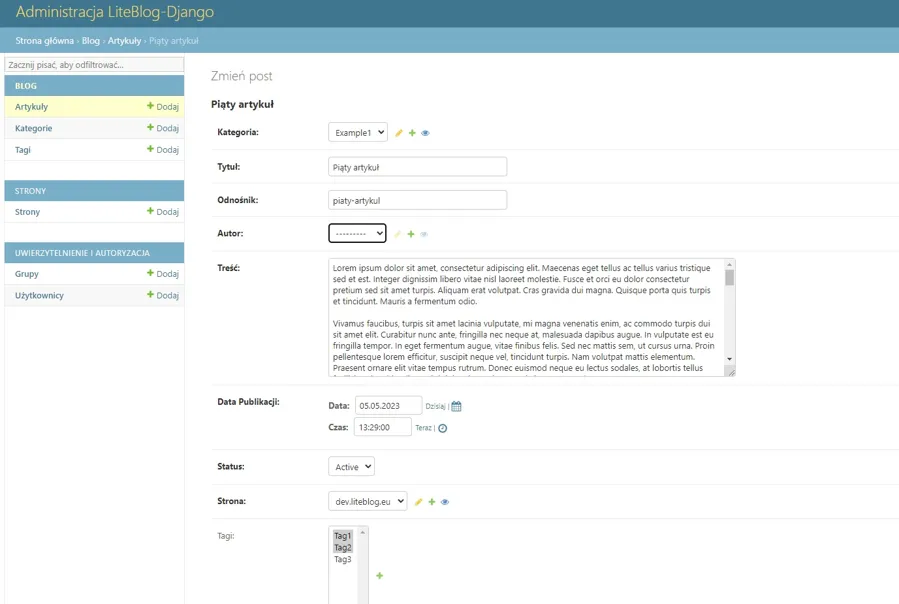 Administracja LiteBlog-Django
Strona główna › Blog › Artykuły › Piąty artykuł
Zacznij pisać, aby odfiltrować...
BLOG
Artykuły + Dodaj
Kategorie + Dodaj
Tagi + Dodaj
STRONY
Strony + Dodaj
UWIERZYTELNIENIE I AUTORYZACJA
Grupy + Dodaj
Użytkownicy + Dodaj
Zmień post
Piąty artykuł
Kategoria: Example1
Tytuł: Piąty artykuł
Odnośnik: piaty-artykul
Autor: ---------
Treść: Lorem ipsum dolor sit amet, consectetur adipiscing elit. Maecenas eget tellus ac tellus varius tristique
sed et est. Integer dignissim libero vitae nisl laoreet molestie. Fusce et orci eu dolor consectetur
pretium sed sit amet turpis. Aliquam erat volutpat. Cras gravida dui magna. Quisque porta quis turpis
et tincidunt. Mauris a fermentum odio.
Vivamus faucibus, turpis sit amet lacinia vulputate, mi magna venenatis enim, ac commodo turpis dui
sit amet elit. Curabitur nunc ante, fringilla nec neque at, malesuada dapibus augue. In vulputate est eu
fringilla tempor. In eget fermentum augue, vitae finibus felis. Sed nec mattis sem, ut cursus urna. Proin
pellentesque lorem efficitur, suscipit neque vel, tincidunt turpis. Nam volutpat mattis elementum.
Praesent ornare elit vitae tempus rutrum. Donec euismod neque eu lectus sodales, at lobortis tellus
Data Publikacji: Data: 05.05.2023 Dzisiaj |
Czas: 13:29:00 Teraz |
Status: Active
Strona: dev.liteblog.eu
Tagi: Tag1
Tag2
Tag3